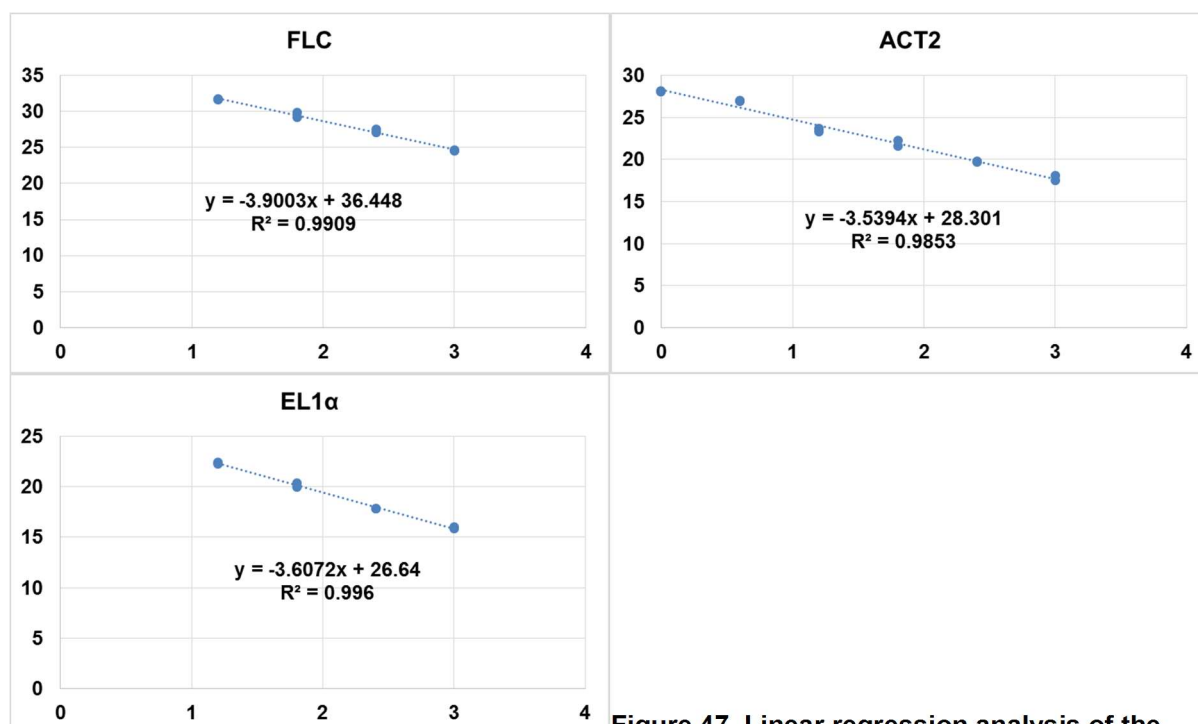 FLC
35
30
25
20
15
10
5
0
y = -3.9003x + 36.448
R² = 0.9909
0 1 2 3 4
ACT2
30
25
20
15
10
5
0
y = -3.5394x + 28.301
R² = 0.9853
0 1 2 3 4
EL1α
25
20
15
10
5
0
y = -3.6072x + 26.64
R² = 0.996
0 1 2 3 4
Figure 47. Linear regression analysis of the